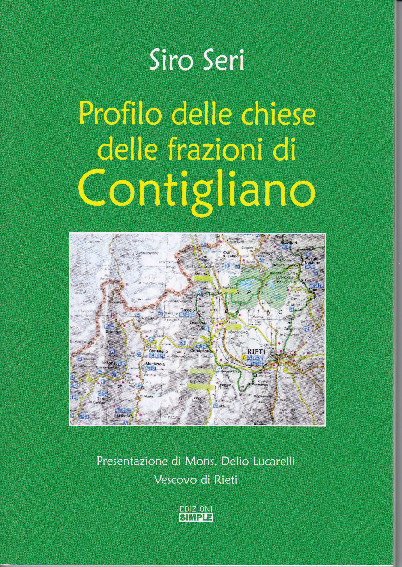 Siro Seri
Profilo delle chiese
delle frazioni di
Contigliano
RIETI
Presentazione di Mons. Delio Lucarelli
Vescovo di Rieti
EDIZIONI
SIMPLE